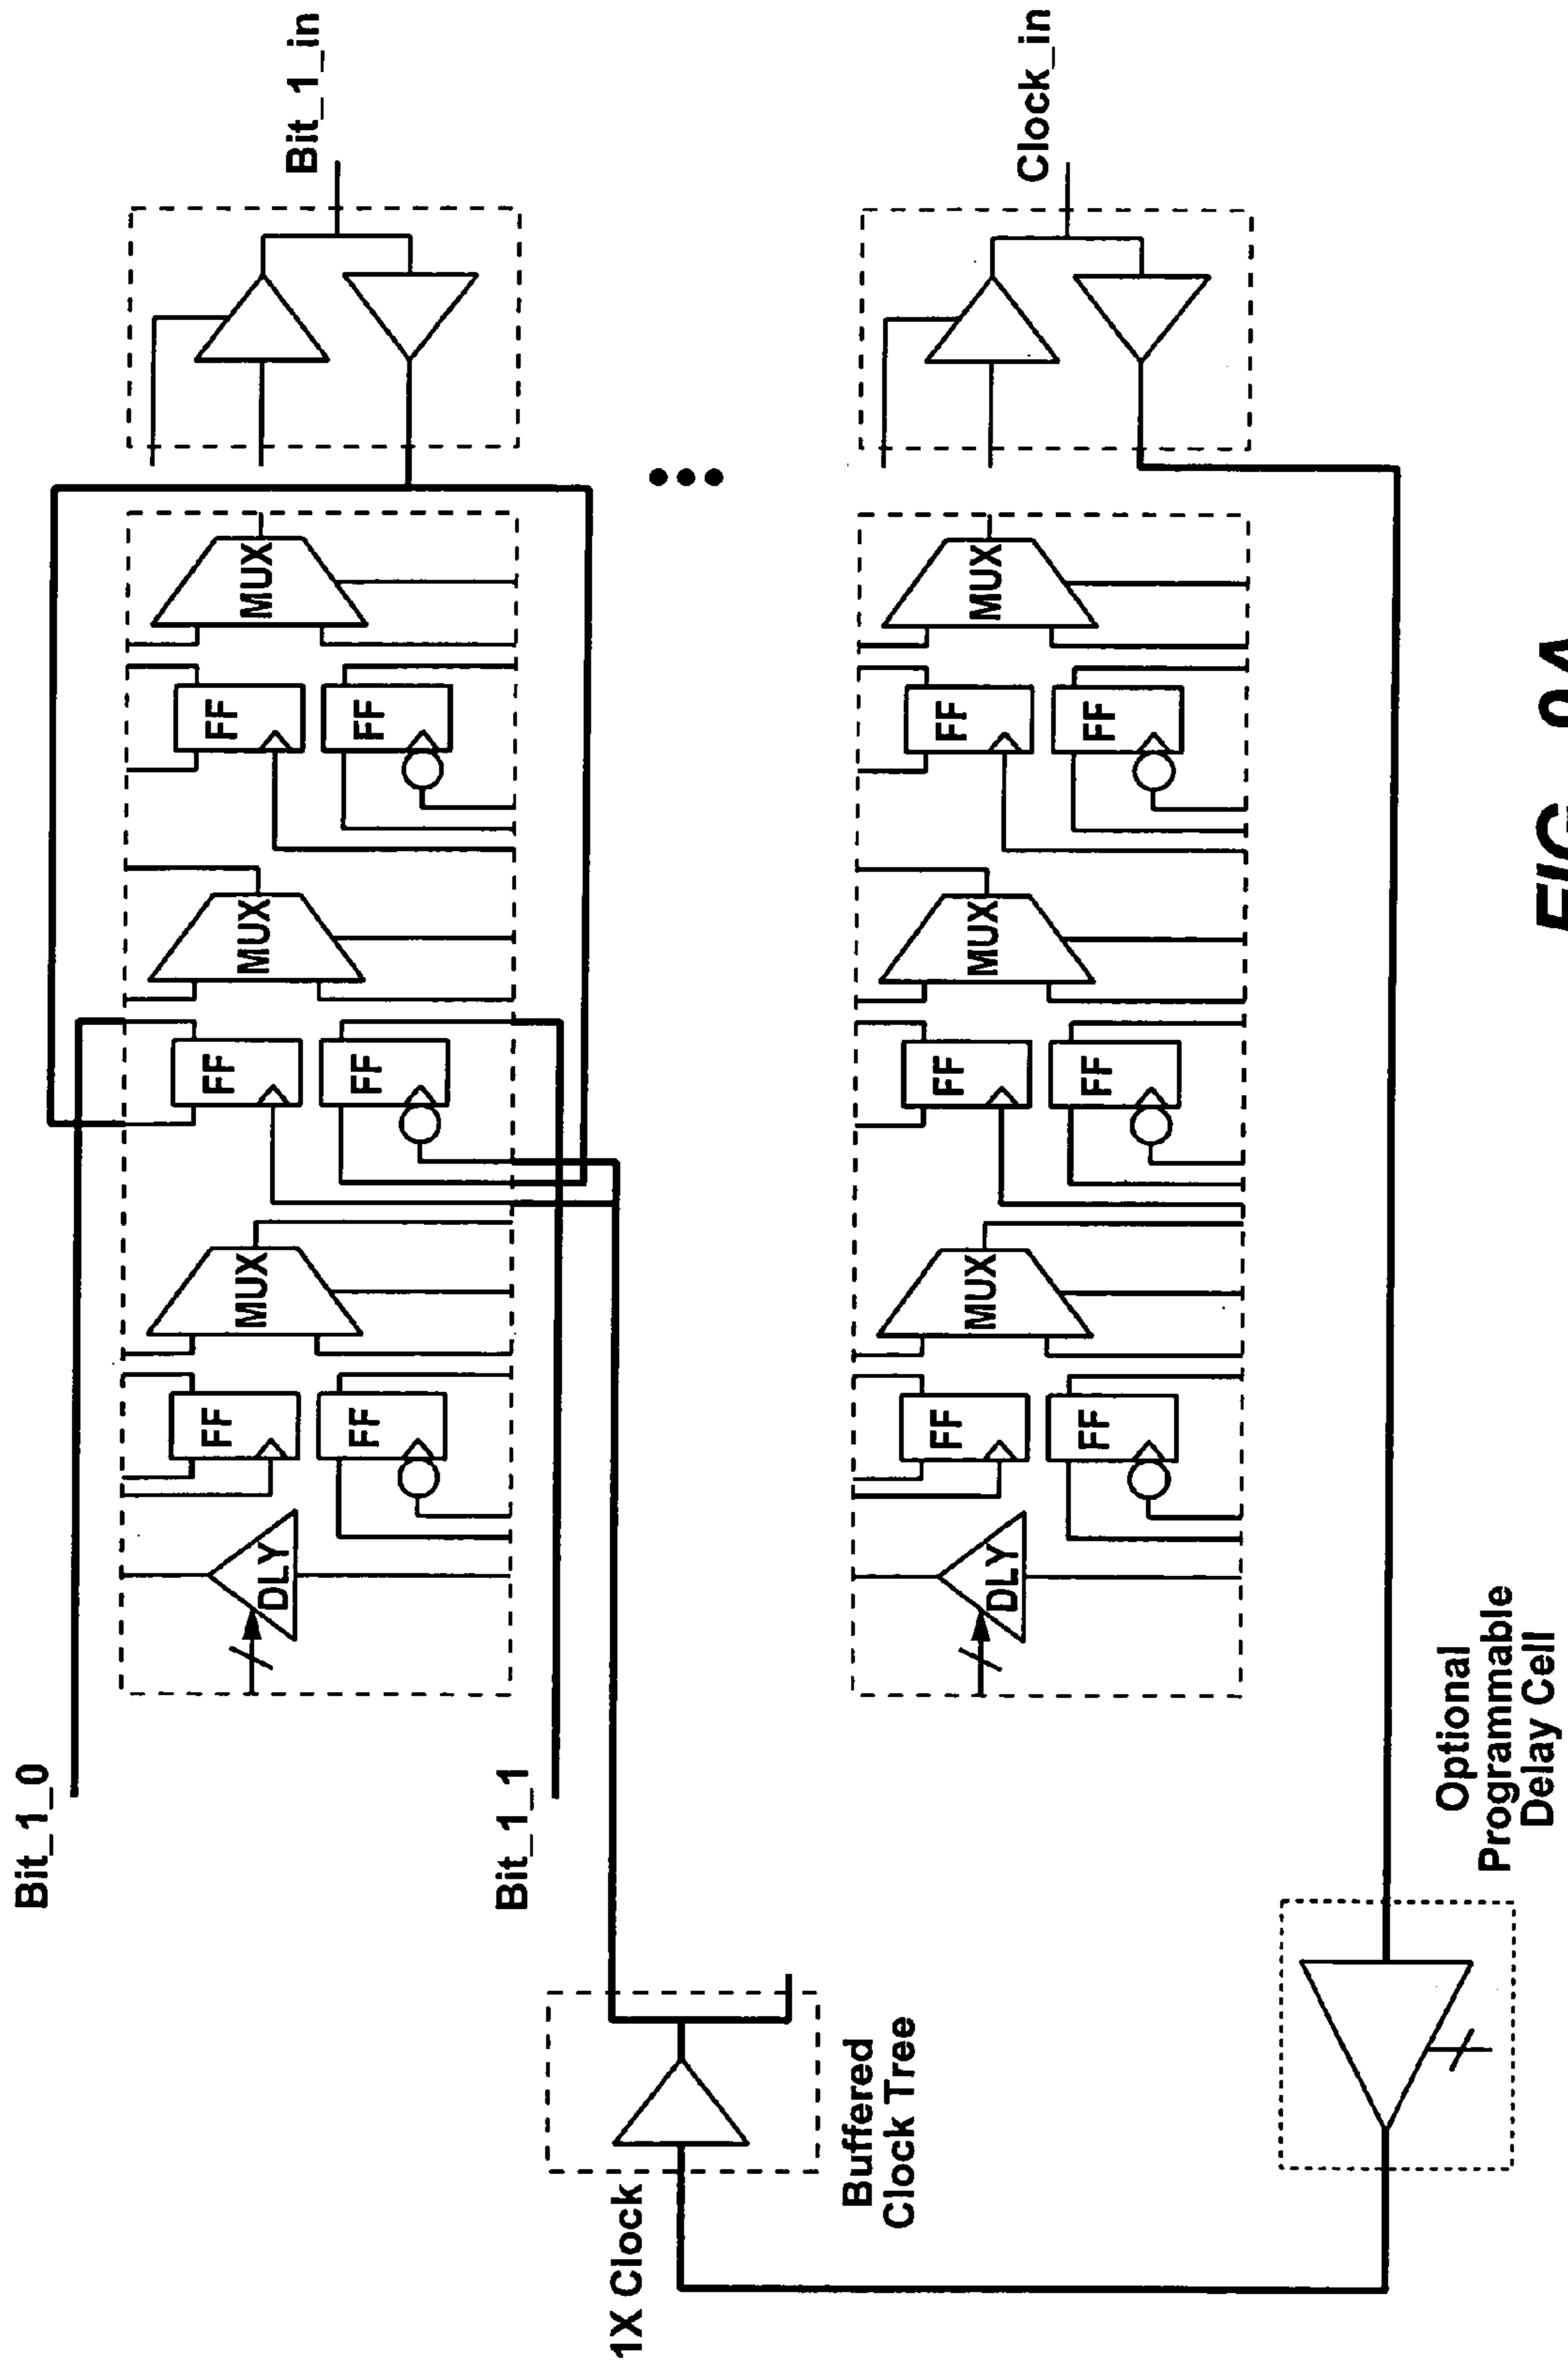 Bit_1_0
FF
FF
FF
MUX
MUX
MUX
DLY
Bit_1_in
FF
FF
FF
Bit_1_1
1X Clock
Buffered
Clock Tree
FF
FF
FF
MUX
MUX
MUX
DLY
Clock_in
FF
FF
FF
Optional
Programmable
Delay Cell